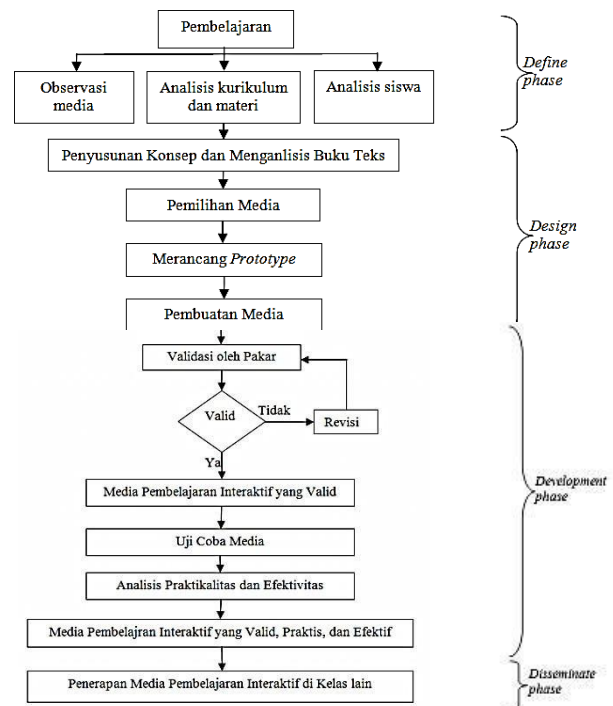 Pembelajaran
Define
phase
Observasi
media
Analisis kurikulum
dan materi
Analisis siswa
Penyusunan Konsep dan Menganlisis Buku Teks
Pemilihan Media
Design
phase
Merancang Prototype
Pembuatan Media
Validasi oleh Pakar
Valid
Tidak
Revisi
Ya
Media Pembelajaran Interaktif yang Valid
Development
phase
Uji Coba Media
Analisis Praktikalitas dan Efektivitas
Media Pembelajran Interaktif yang Valid, Praktis, dan Efektif
Disseminate
phase
Penerapan Media Pembelajaran Interaktif di Kelas lain